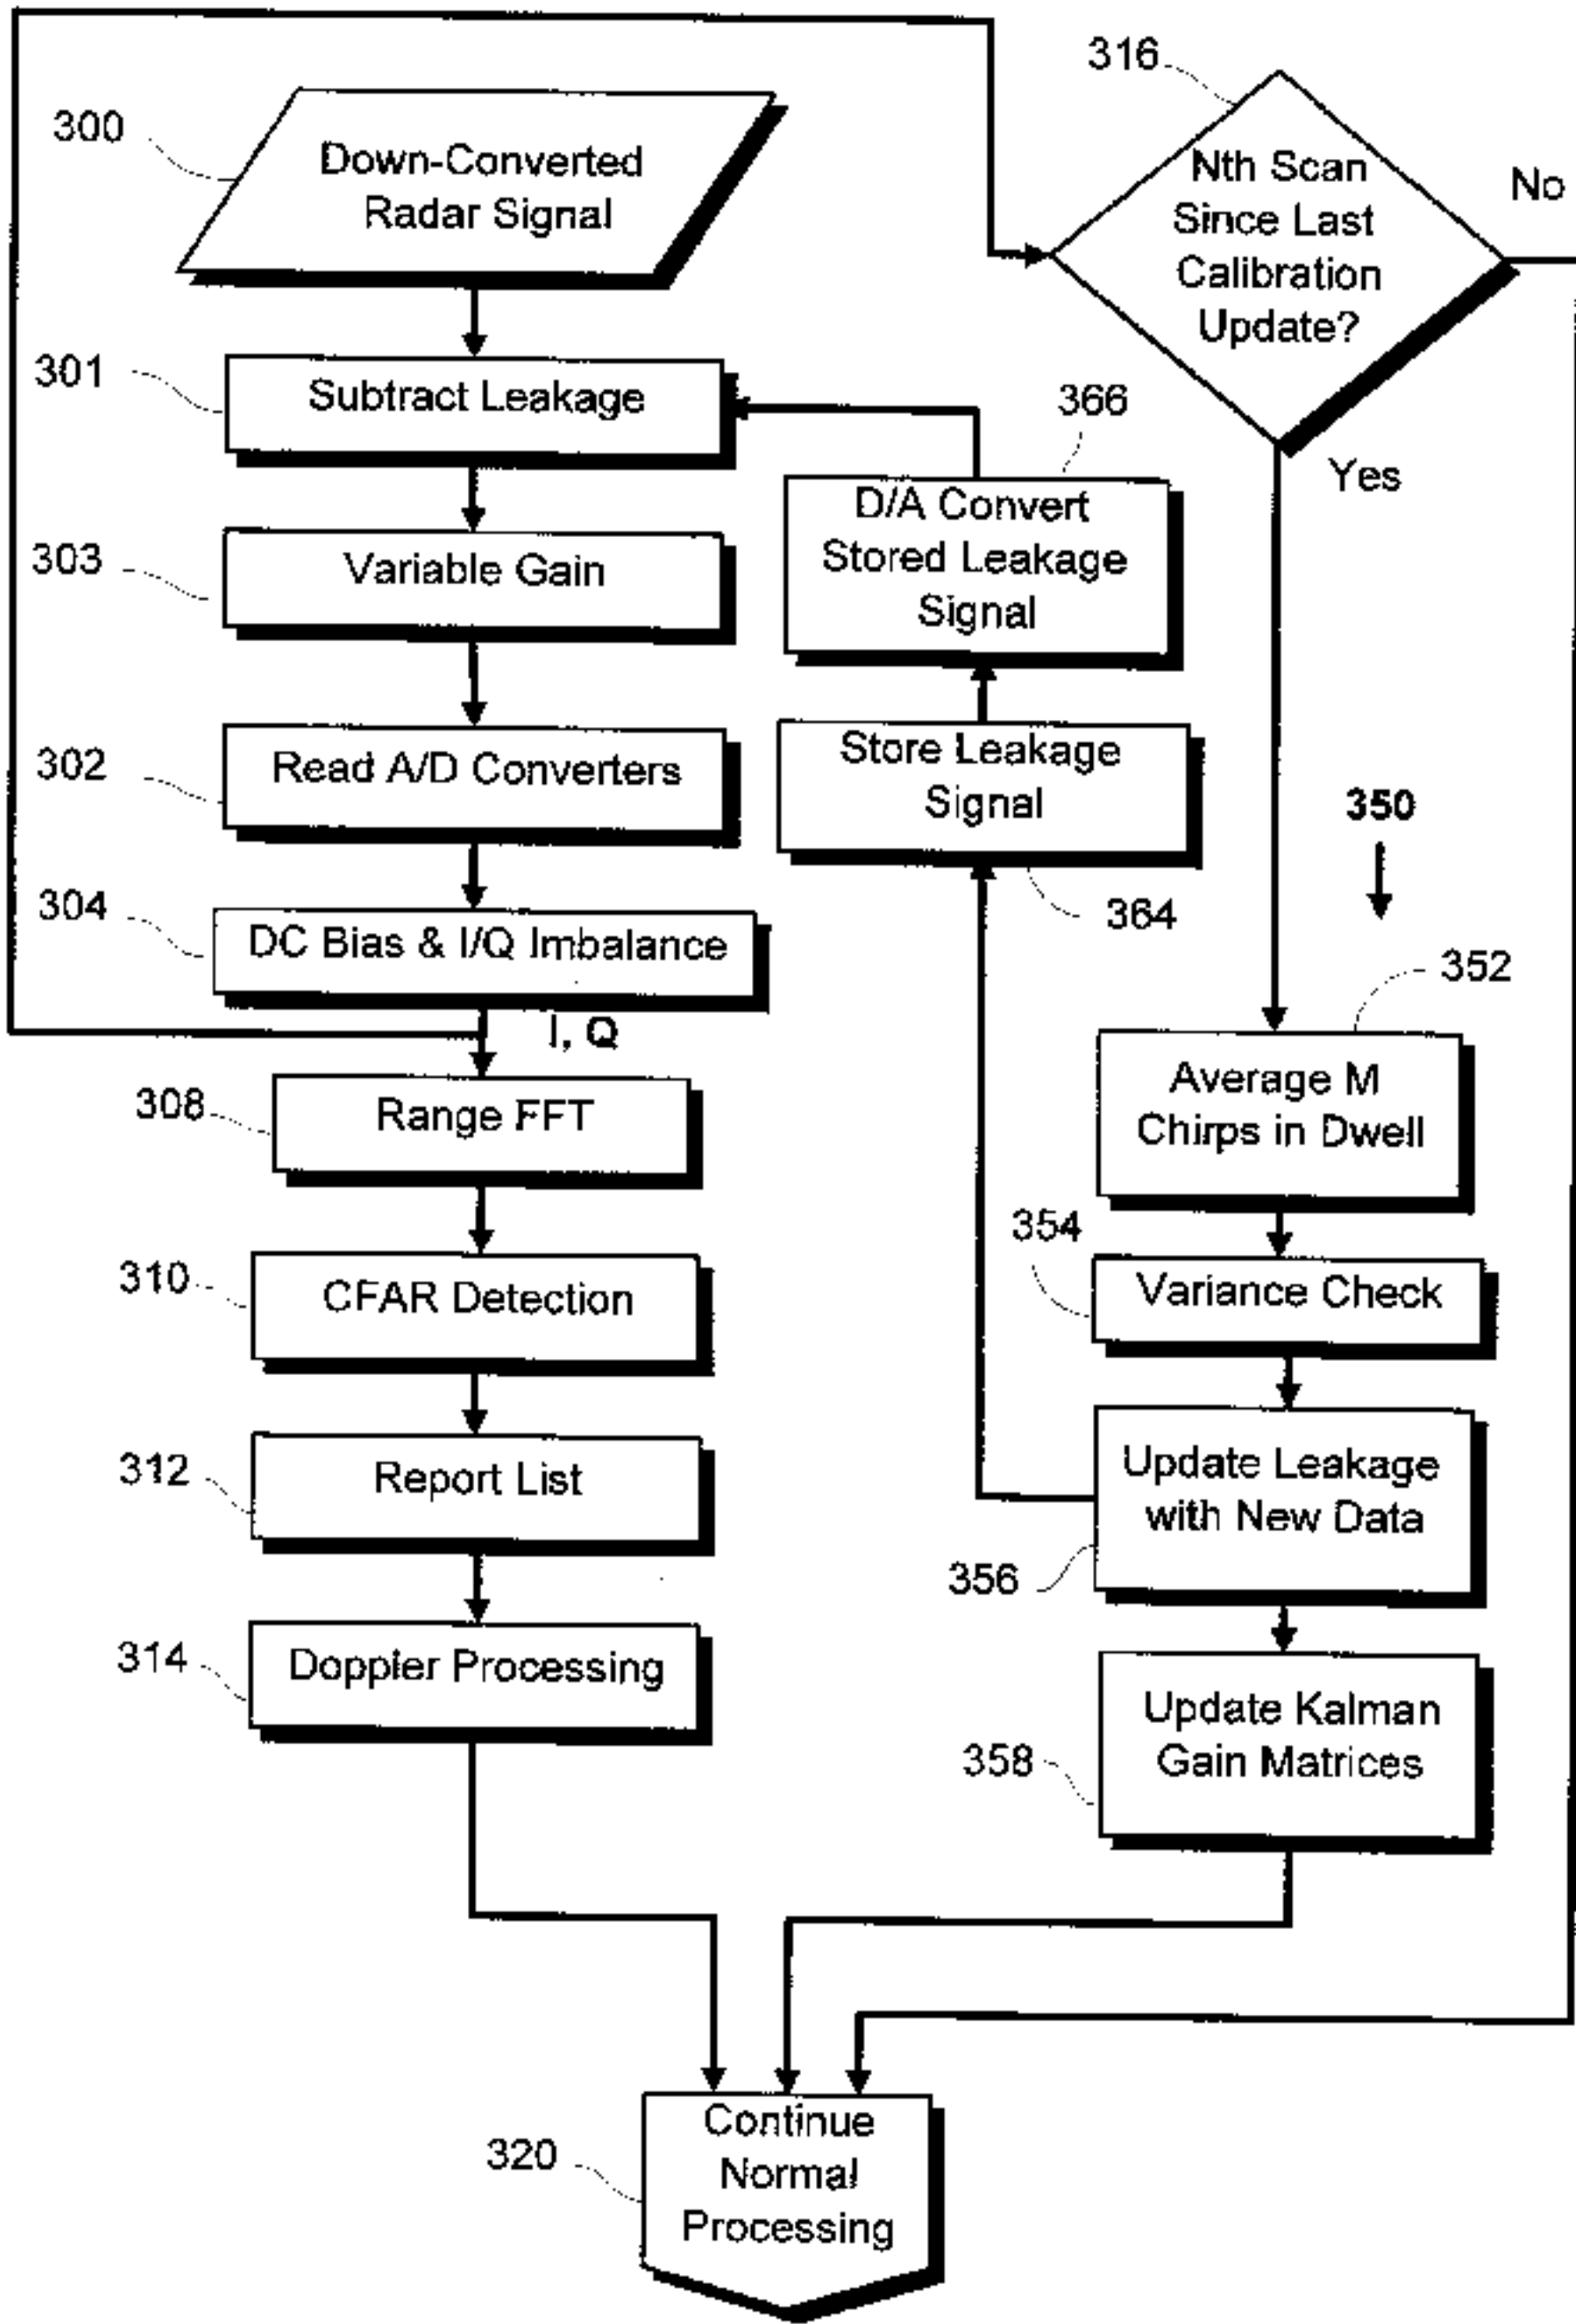 300
Down-Converted
Radar Signal
301
Subtract Leakage
303
Variable Gain
302
Read A/D Converters
304
DC Bias & I/Q Imbalance
I, Q
308
Range FFT
310
CFAR Detection
312
Report List
314
Doppler Processing
366
D/A Convert
Stored Leakage
Signal
Store Leakage
Signal
364
316
Nth Scan
Since Last
Calibration
Update?
No
Yes
350
352
Average M
Chirps in Dwell
354
Variance Check
Update Leakage
with New Data
356
Update Kalman
Gain Matrices
358
320
Continue
Normal
Processing